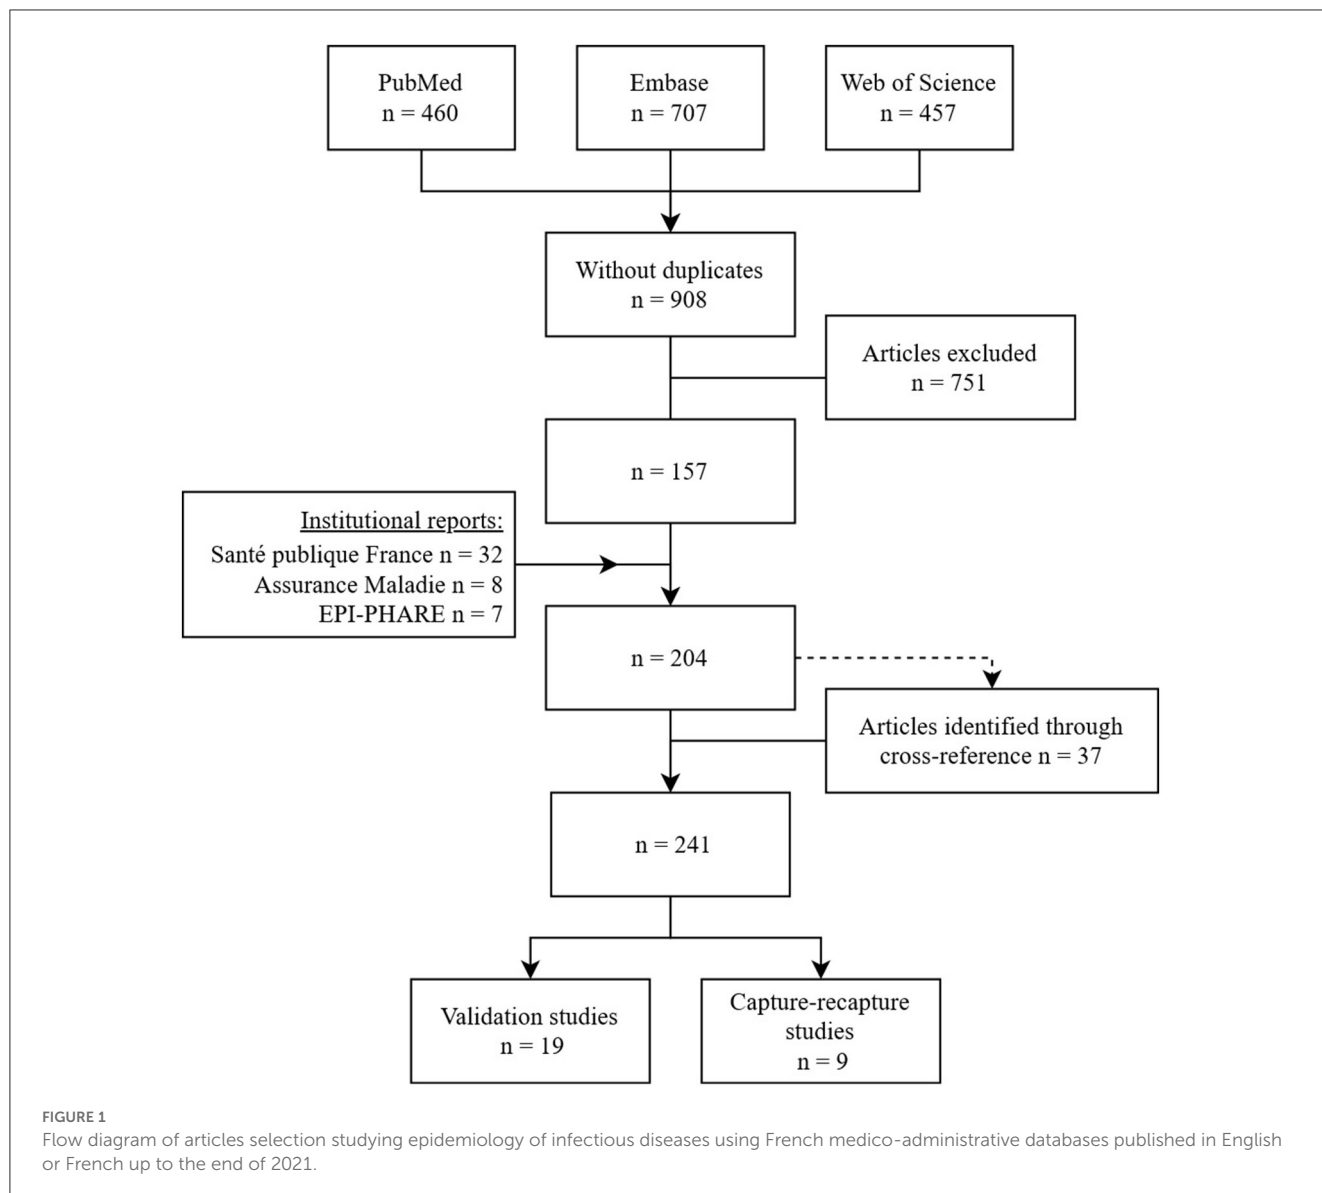 PubMed
n = 460
Embase
n = 707
Web of Science
n = 457
Without duplicates
n = 908
Articles excluded
n = 751
n = 157
Institutional reports:
Santé publique France n = 32
Assurance Maladie n = 8
EPI-PHARE n = 7
n = 204
Articles identified through
cross-reference n = 37
n = 241
Validation studies
n = 19
Capture-recapture
studies
n = 9
FIGURE 1
Flow diagram of articles selection studying epidemiology of infectious diseases using French medico-administrative databases published in English
or French up to the end of 2021.